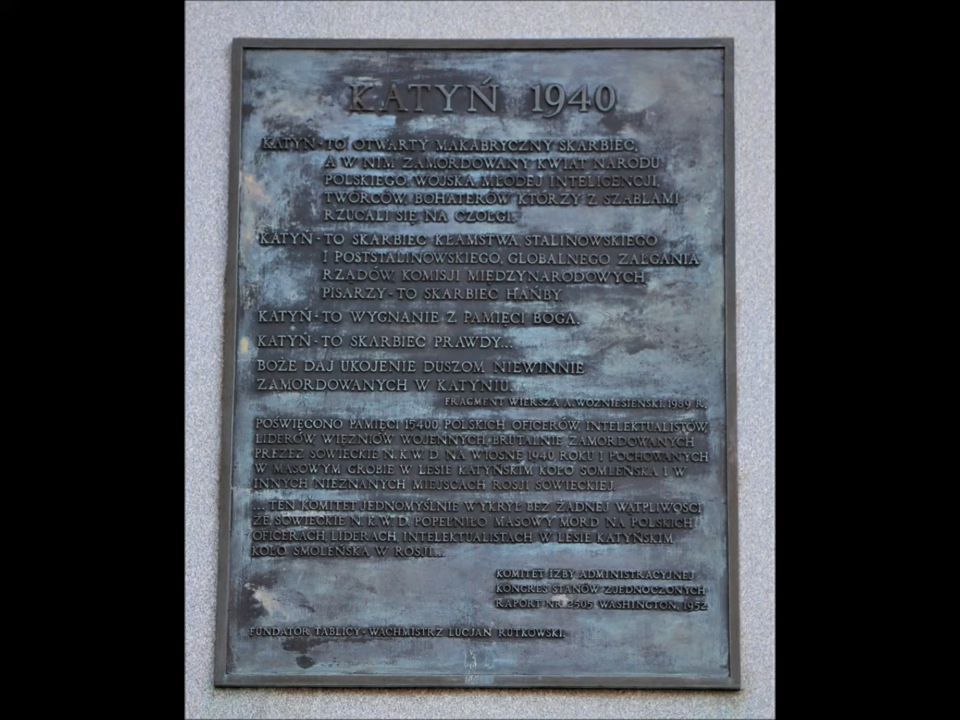 KATYŃ 1940
KATYŃ - TO OTWARTY MAKABRYCZNY SKARBIEC,
A W NIM ZAMORDOWANY KWIAT NARODU
POLSKIEGO, WOJSKA, MŁODEJ INTELIGENCJI,
TWÓRCÓW, BOHATERÓW KTÓRZY Z SZABLAMI
RZUCALI SIĘ NA CZOŁGI.
KATYŃ - TO SKARBIEC KŁAMSTWA STALINOWSKIEGO
I POSTSTALINOWSKIEGO, GLOBALNEGO ZAŁGANIA
RZADÓW, KOMISJI MIĘDZYNARODOWYCH,
PISARZY - TO SKARBIEC HAŃBY.
KATYŃ - TO WYGNANIE Z PAMIĘCI BOGA.
KATYŃ - TO SKARBIEC PRAWDY...
BOŻE DAJ UKOJENIE DUSZOM NIEWINNIE
ZAMORDOWANYCH W KATYNIU...
FRAGMENT WIERSZA A. WOZNIESIENSKI, 1989 R.
POŚWIĘCONO PAMIĘCI 15.400 POLSKICH OFICERÓW, INTELEKTUALISTÓW,
LIDERÓW, WIĘZNIÓW WOJENNYCH, BRUTALNIE ZAMORDOWANYCH
PRZEZ SOWIECKIE N.K.W.D. NA WIOSNE 1940 ROKU I POCHOWANYCH
W MASOWYM GROBIE W LESIE KATYŃSKIM KOŁO SOMLEŃSKA I W
INNYCH NIEZNANYCH MIEJSCACH ROSJI SOWIECKIEJ.
... TEN KOMITET JEDNOMYŚLNIE WYKRYŁ BEZ ŻADNEJ WĄTPLIWOŚCI
ŻE SOWIECKIE N.K.W.D. POPEŁNIŁO MASOWY MORD NA POLSKICH
OFICERACH, LIDERACH, INTELEKTUALISTACH W LESIE KATYŃSKIM
KOŁO SMOLEŃSKA W ROSJI...
KOMITET IZBY ADMINISTRACYJNEJ
KONGRES STANÓW ZJEDNOCZONYCH
RAPORT NR. 2505 WASHINGTON, 1952
FUNDATOR TABLICY - WACHMISTRZ LUCJAN RUTKOWSKI.